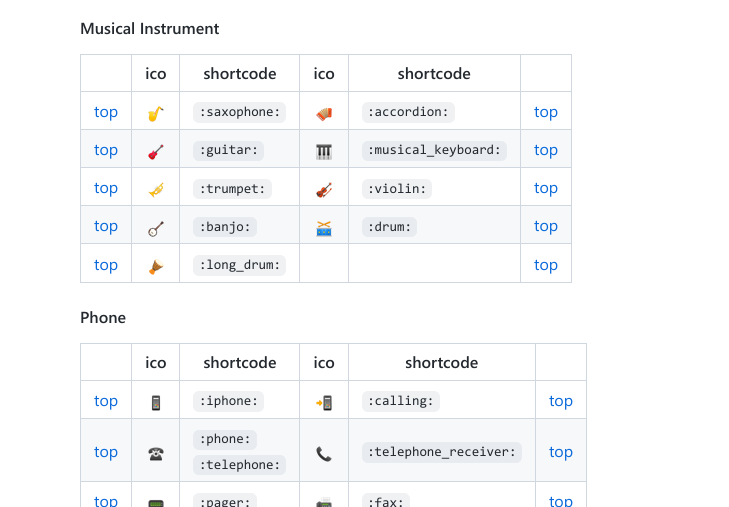 Musical Instrument
ico shortcode ico shortcode
top :saxophone: :accordion: top
top :guitar: :musical_keyboard: top
top :trumpet: :violin: top
top :banjo: :drum: top
top :long_drum: top
Phone
ico shortcode ico shortcode
top :iphone: :calling: top
:phone:
top :telephone_receiver: top
:telephone:
top :pager: :fax: top